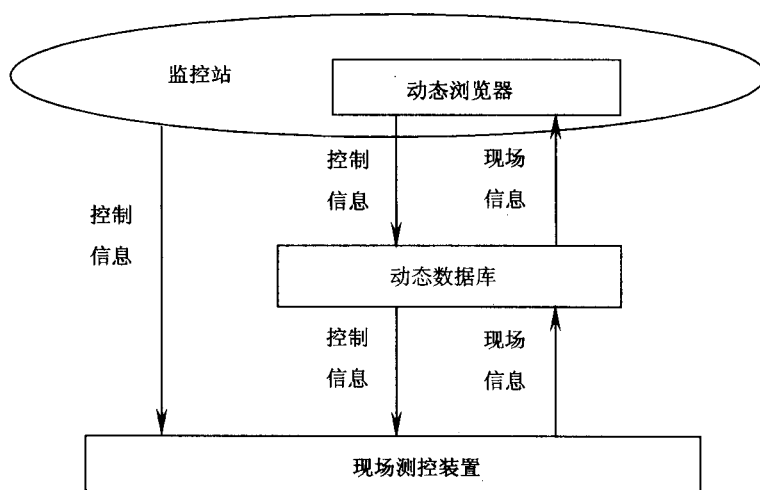 监控站
动态浏览器
控制
信息
现场
信息
控制
信息
动态数据库
控制
信息
现场
信息
现场测控装置